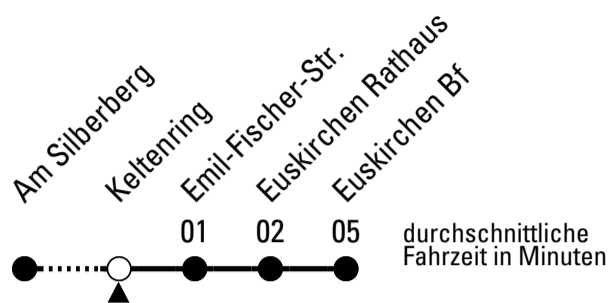 Am Silberberg
Keltenring
Emil-Fischer-Str.
Euskirchen Rathaus
Euskirchen Bf
01 02 05
durchschnittliche
Fahrzeit in Minuten